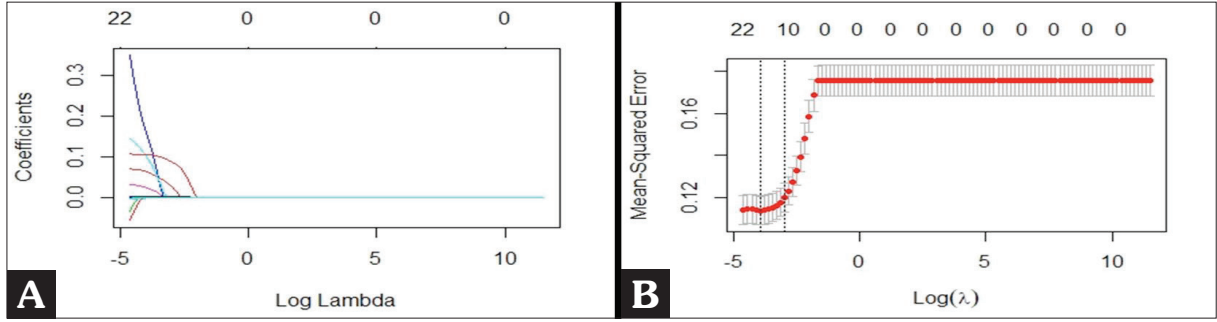 22 0 0 0
Coefficients
0.3
0.2
0.1
0.0
-5 0 5 10
Log Lambda
A
22 10 0 0 0 0 0 0 0 0
Mean-Squared Error
0.16
0.12
-5 0 5 10
Log(λ)
B